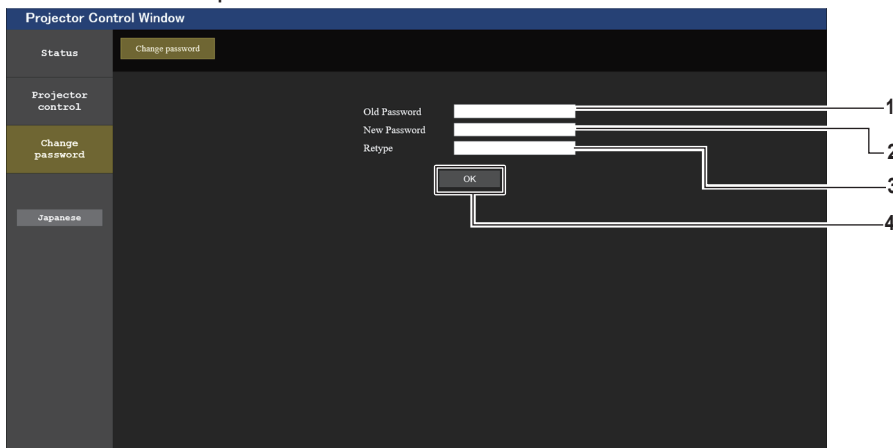 Projector Control Window
Status
Change password
Projector
control
Change
password
Japanese
Old Password
New Password
Retype
OK
1
2
3
4